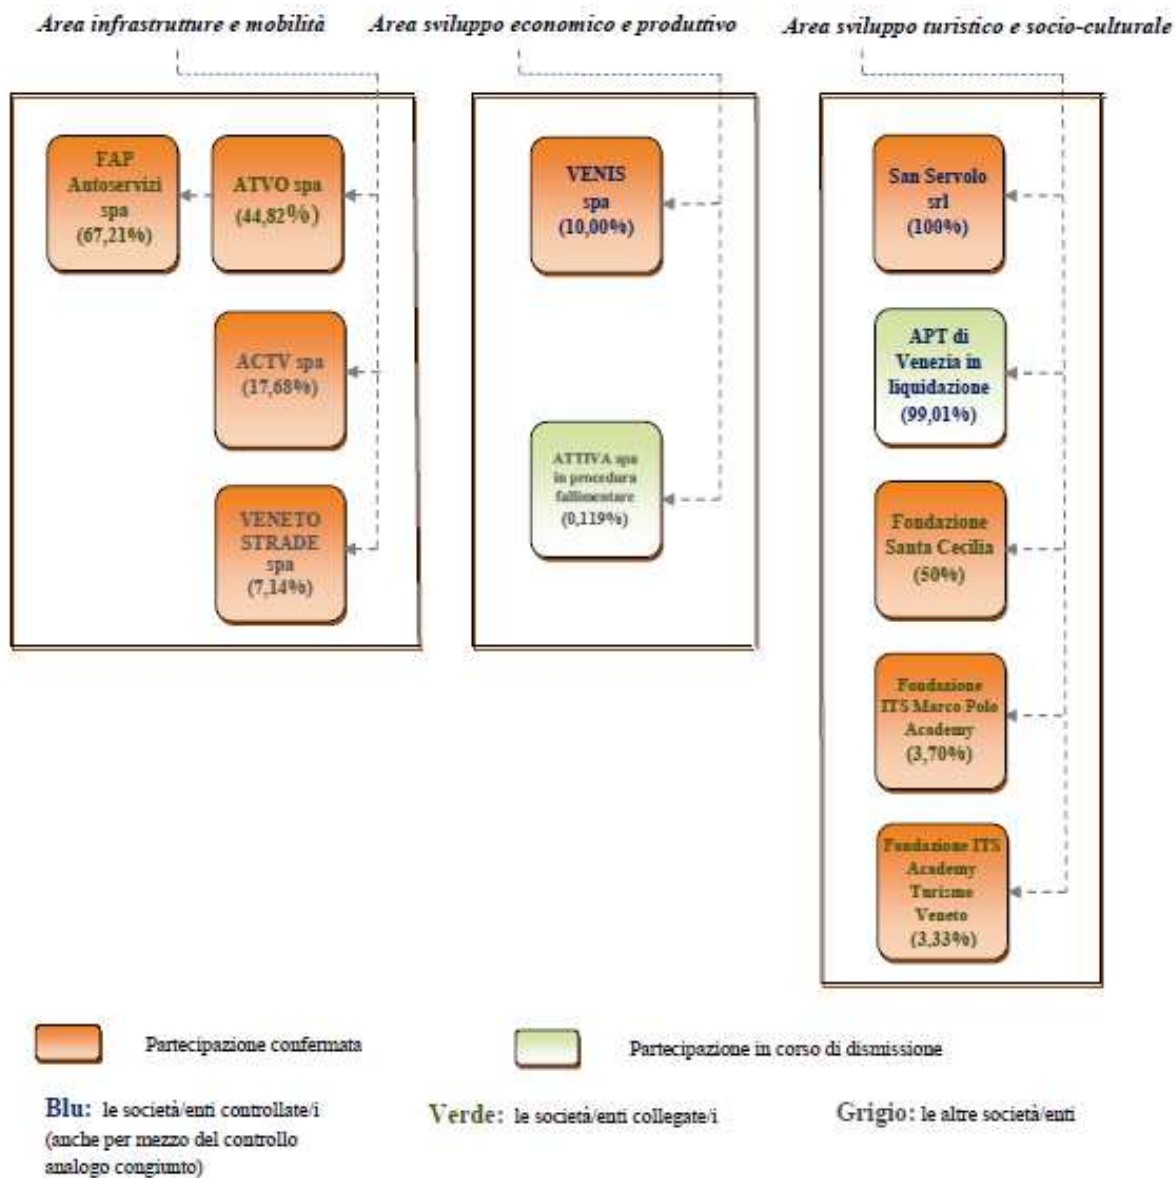 Area infrastrutture e mobilità
Area sviluppo economico e produttivo
Area sviluppo turistico e socio-culturale
FAP
Autoservizi
spa
(67,21%)
ATVO spa
(44,82%)
ACTV spa
(17,68%)
VENETO
STRADE
spa
(7,14%)
VENIS
spa
(10,00%)
ATTIVA spa
in procedura
fallimentare
(0,119%)
San Servolo
srl
(100%)
APT di
Venezia in
liquidazione
(99,01%)
Fondazione
Santa Cecilia
(50%)
Fondazione
ITS Marco Polo
Academy
(3,70%)
Fondazione ITS
Academy
Turismo
Veneto
(3,33%)
Partecipazione confermata
Partecipazione in corso di dismissione
Blu: le società/enti controllate/i
(anche per mezzo del controllo
analogo congiunto)
Verde: le società/enti collegate/i
Grigio: le altre società/enti